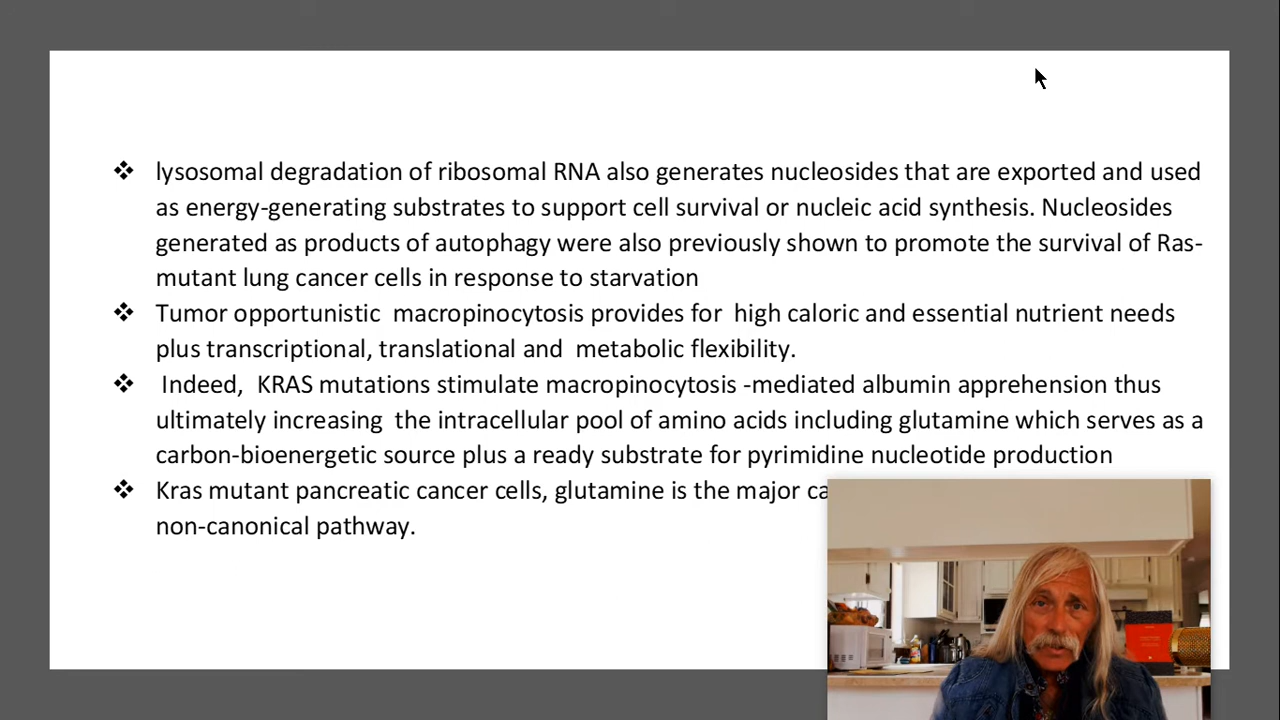 lysosomal degradation of ribosomal RNA also generates nucleosides that are exported and used
as energy-generating substrates to support cell survival or nucleic acid synthesis. Nucleosides
generated as products of autophagy were also previously shown to promote the survival of Ras-
mutant lung cancer cells in response to starvation
Tumor opportunistic macropinocytosis provides for high caloric and essential nutrient needs
plus transcriptional, translational and metabolic flexibility.
Indeed, KRAS mutations stimulate macropinocytosis -mediated albumin apprehension thus
ultimately increasing the intracellular pool of amino acids including glutamine which serves as a
carbon-bioenergetic source plus a ready substrate for pyrimidine nucleotide production
Kras mutant pancreatic cancer cells, glutamine is the major
non-canonical pathway.